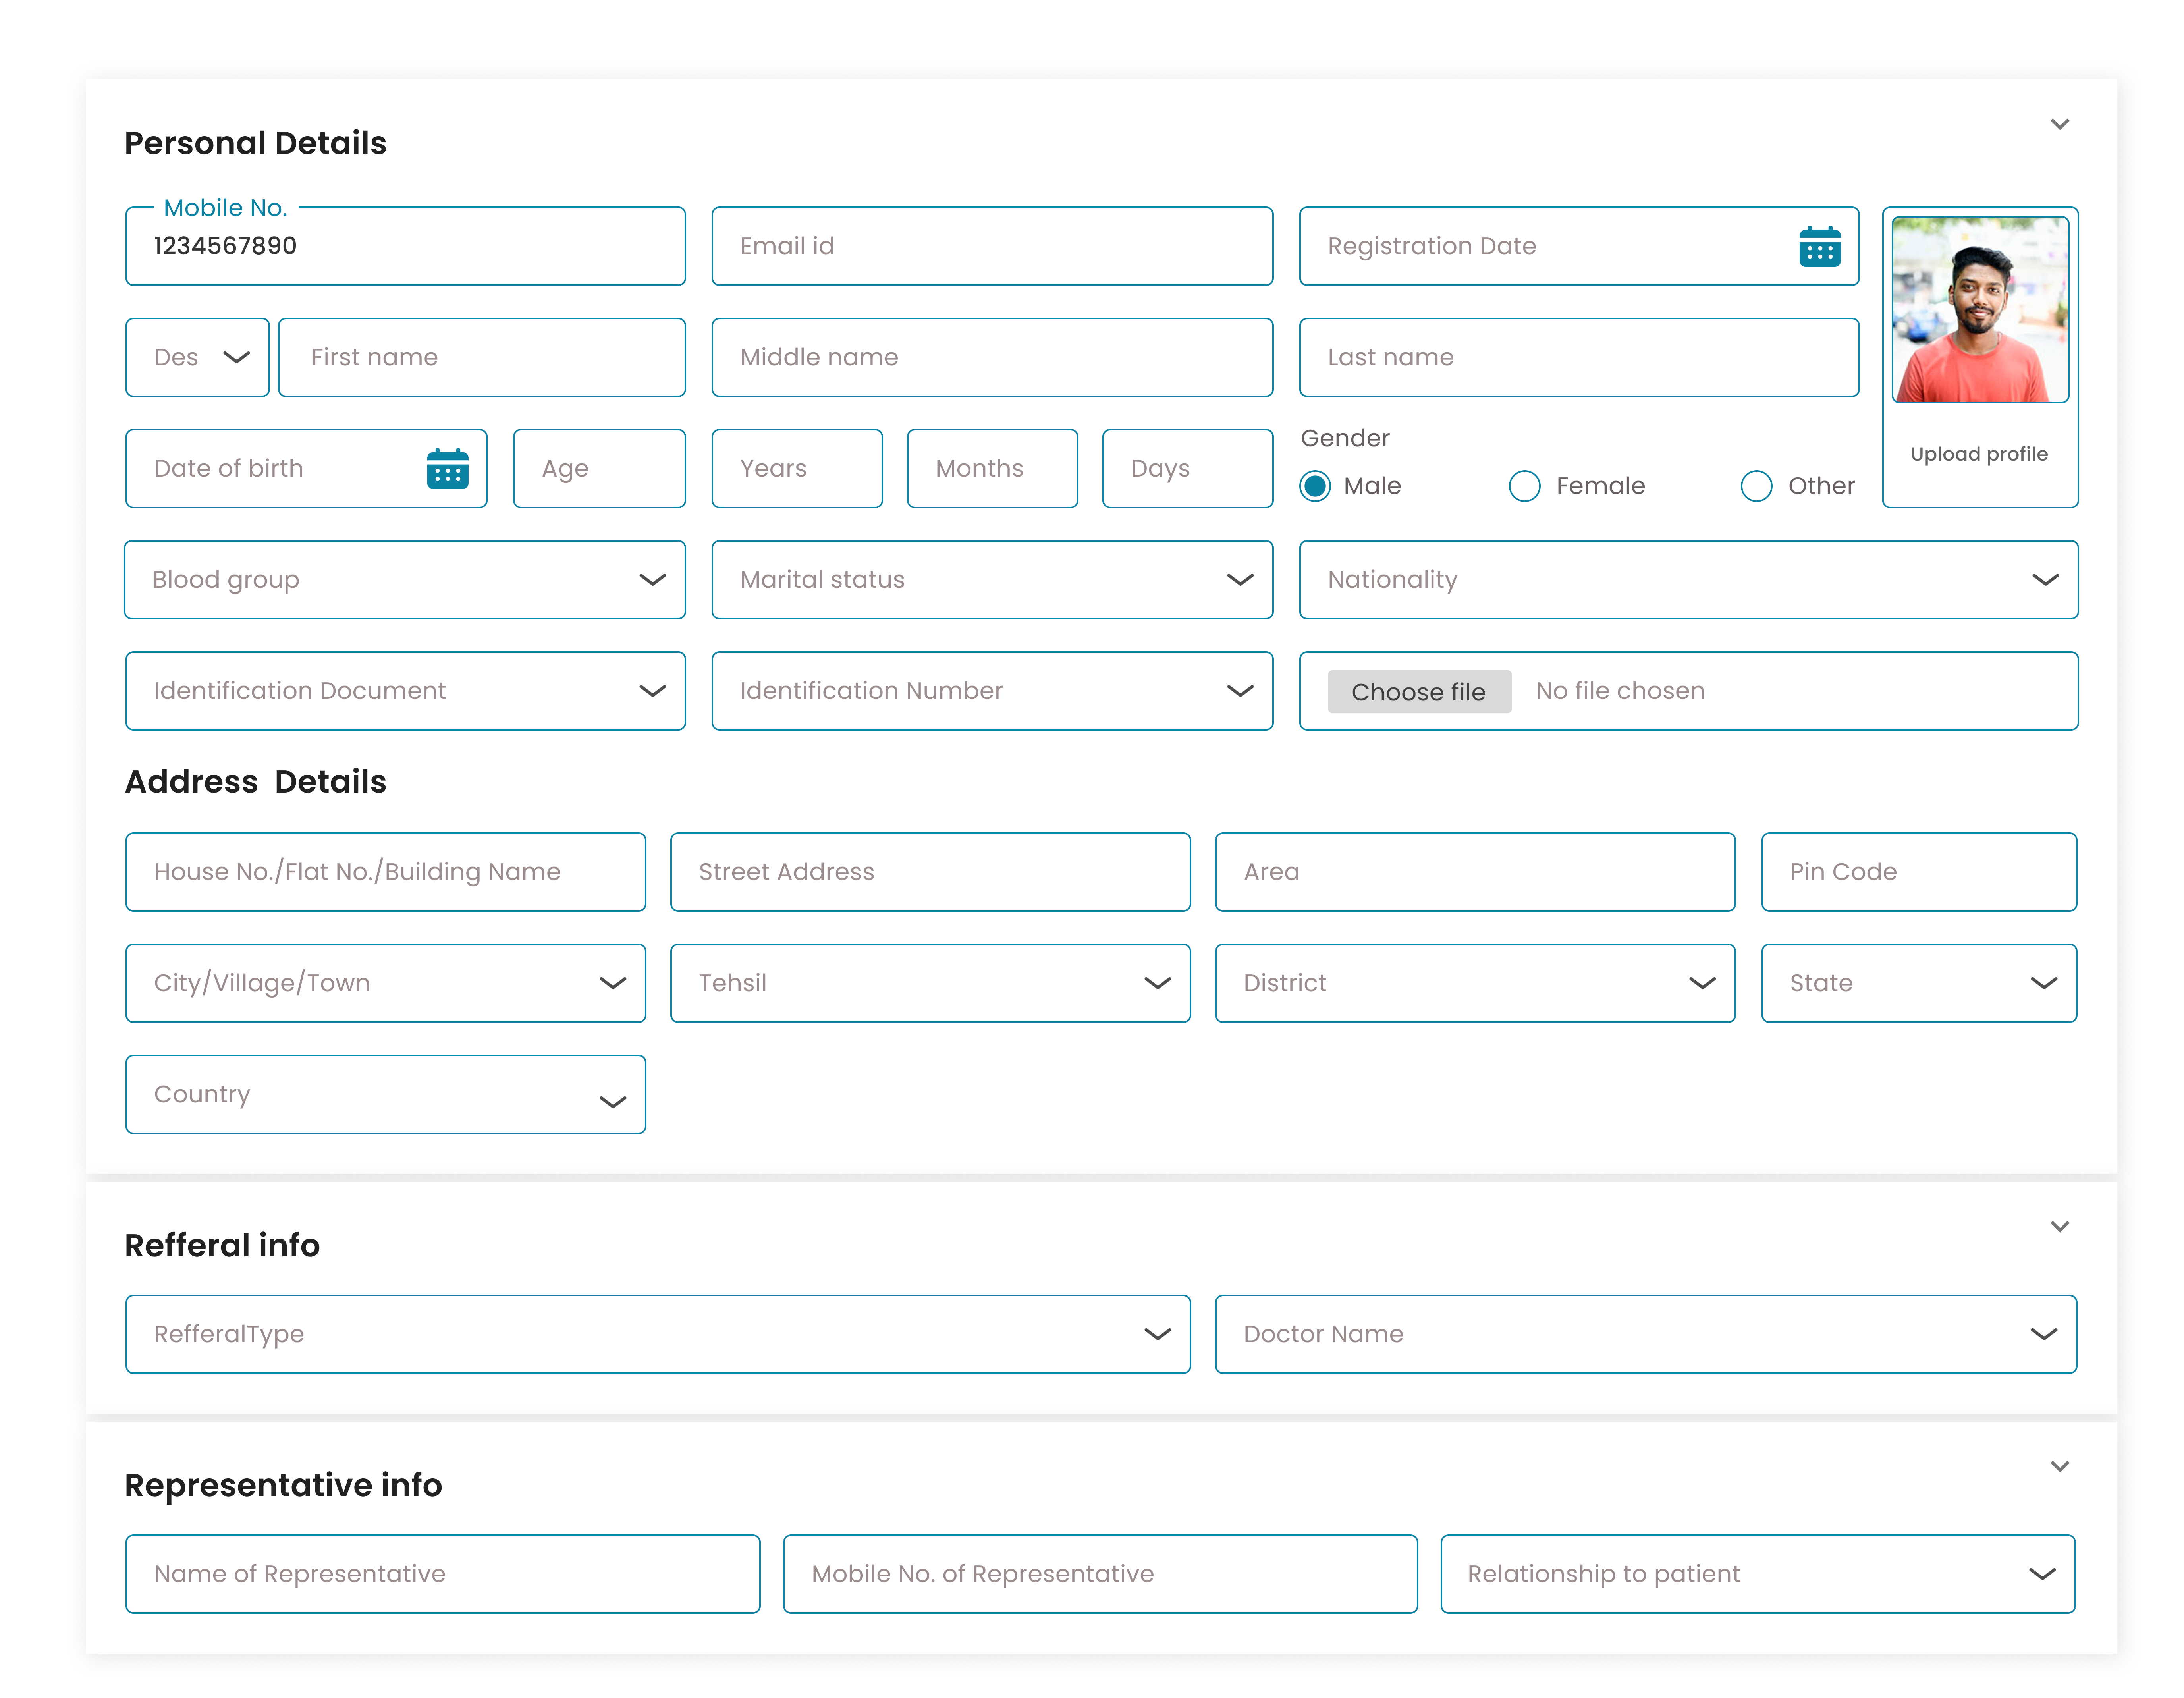 Personal Details
Mobile No.
1234567890
Email id
Registration Date
Des
First name
Middle name
Last name
Upload profile
Date of birth
Age
Years
Months
Days
Gender
Male
Female
Other
Blood group
Marital status
Nationality
Identification Document
Identification Number
Choose file
No file chosen
Address Details
House No./Flat No./Building Name
Street Address
Area
Pin Code
City/Village/Town
Tehsil
District
State
Country
Refferal info
RefferalType
Doctor Name
Representative info
Name of Representative
Mobile No. of Representative
Relationship to patient